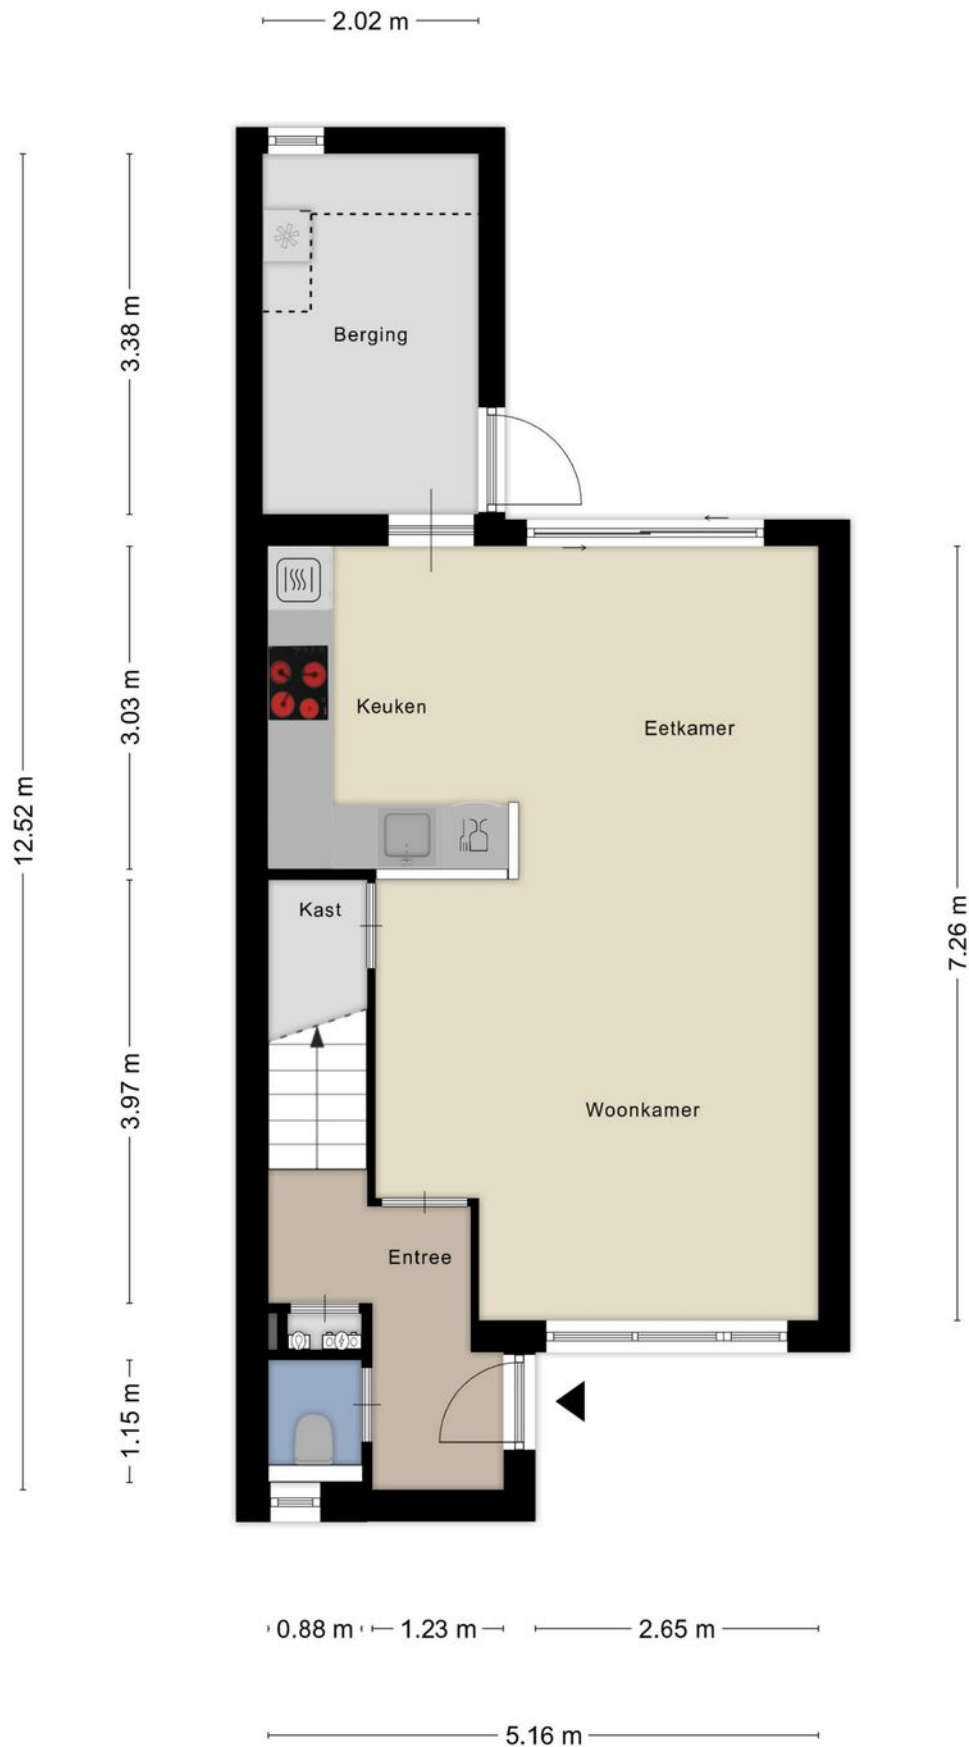 2.02 m
3.38 m
Berging
12.52 m
3.03 m
Keuken
Eetkamer
7.26 m
Kast
3.97 m
Woonkamer
Entree
1.15 m
0.88 m
1.23 m
2.65 m
5.16 m